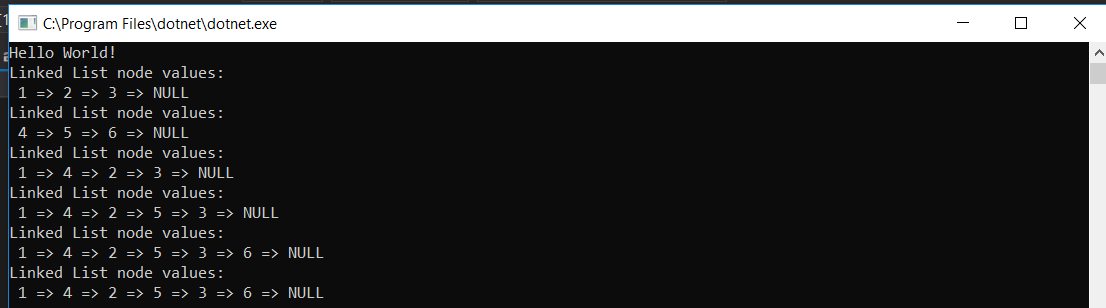 C:\Program Files\dotnet\dotnet.exe
Hello World!
Linked List node values:
1 => 2 => 3 => NULL
Linked List node values:
4 => 5 => 6 => NULL
Linked List node values:
1 => 4 => 2 => 3 => NULL
Linked List node values:
1 => 4 => 2 => 5 => 3 => NULL
Linked List node values:
1 => 4 => 2 => 5 => 3 => 6 => NULL
Linked List node values:
1 => 4 => 2 => 5 => 3 => 6 => NULL